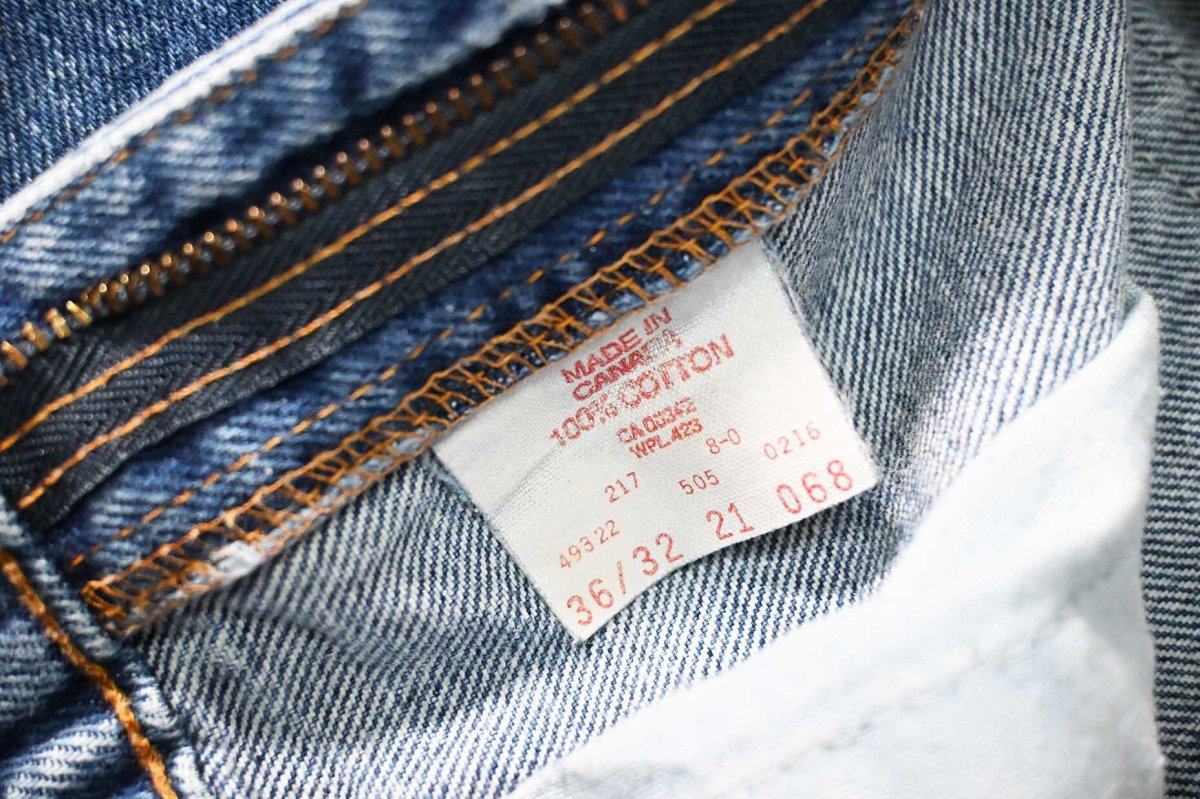 MADE IN
CANADA
100% COTTON
CA 00342
WPL 423
217 8-0
49322 505 0216
36/32 21 068